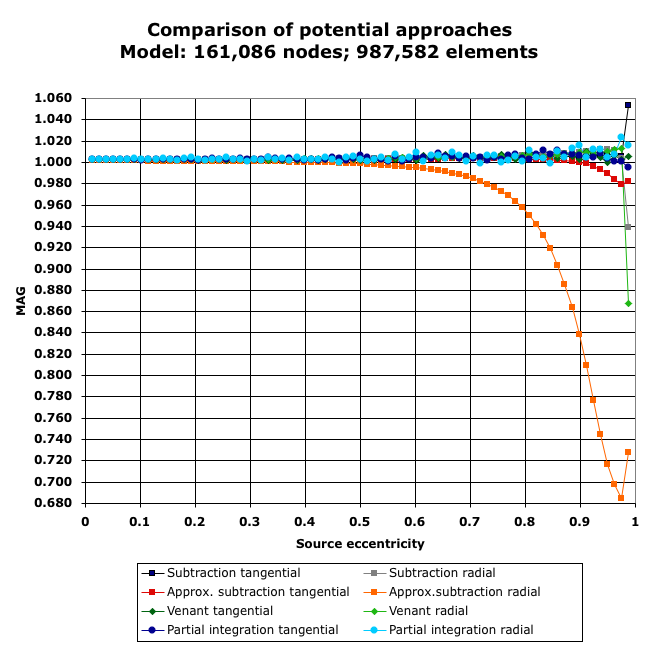 Comparison of potential approaches
Model: 161,086 nodes; 987,582 elements
1.060
1.040
1.020
1.000
0.980
0.960
0.940
0.920
0.900
0.880
0.860
0.840
0.820
0.800
0.780
0.760
0.740
0.720
0.700
0.680
MAG
0 0.1 0.2 0.3 0.4 0.5 0.6 0.7 0.8 0.9 1
Source eccentricity
Subtraction tangential Subtraction radial
Approx. subtraction tangential Approx.subtraction radial
Venant tangential Venant radial
Partial integration tangential Partial integration radial